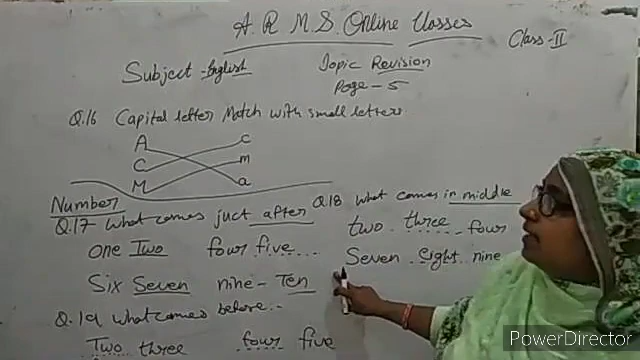 A R M S. Online Classes
Class-II
Subject - English
Topic Revision
Page - 5
Q.16 Capital letter Match with small letters
A c
C m
M a
Number
Q.17 What comes just after
One Two four five....
Six Seven nine - Ten
Q.18 what comes in middle
two three four
Seven eight nine
Q.19 what comes before..
Two three four five
PowerDirector